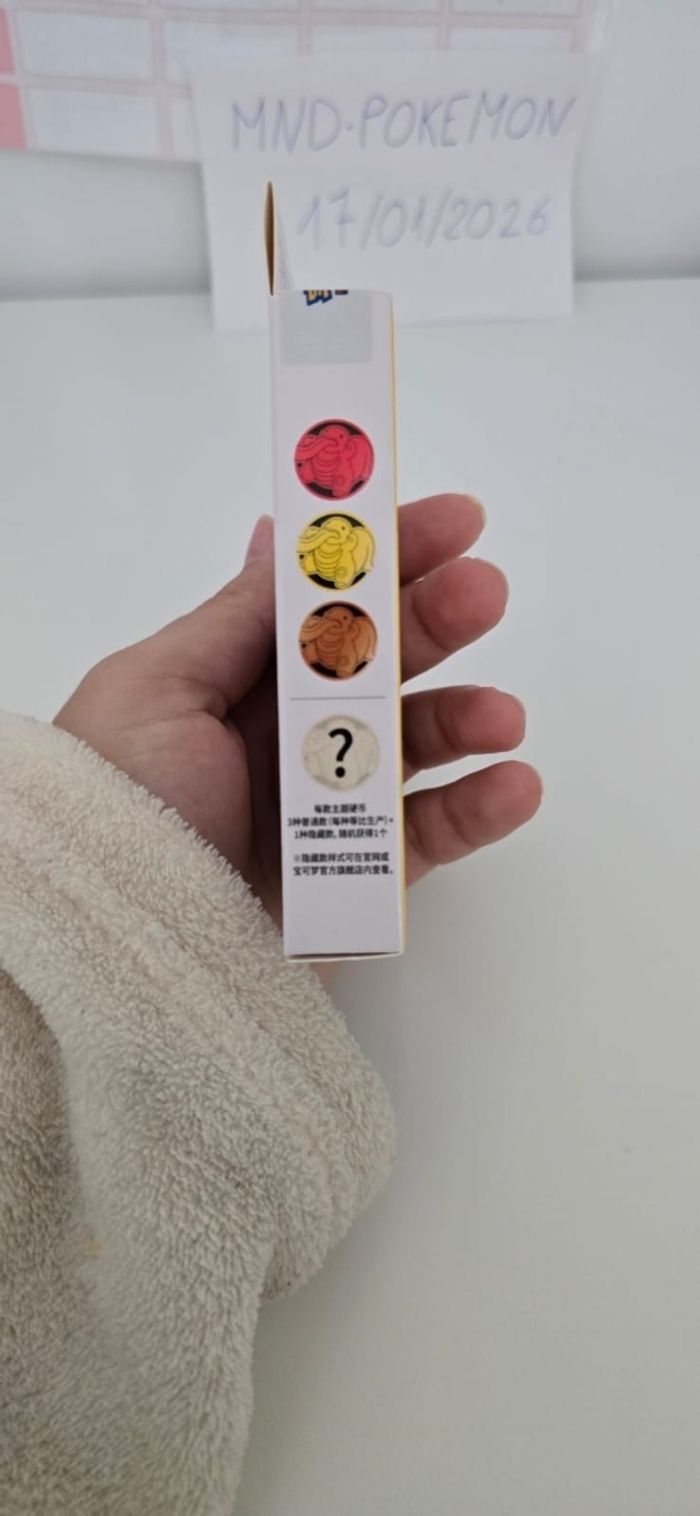 MND-POKEMON
17/01/2026
?
每款主题硬币
3种普通款(每种等比生产)+
1种隐藏款,随机获得1个
※隐藏款样式可在官网或
宝可梦官方旗舰店内查看。